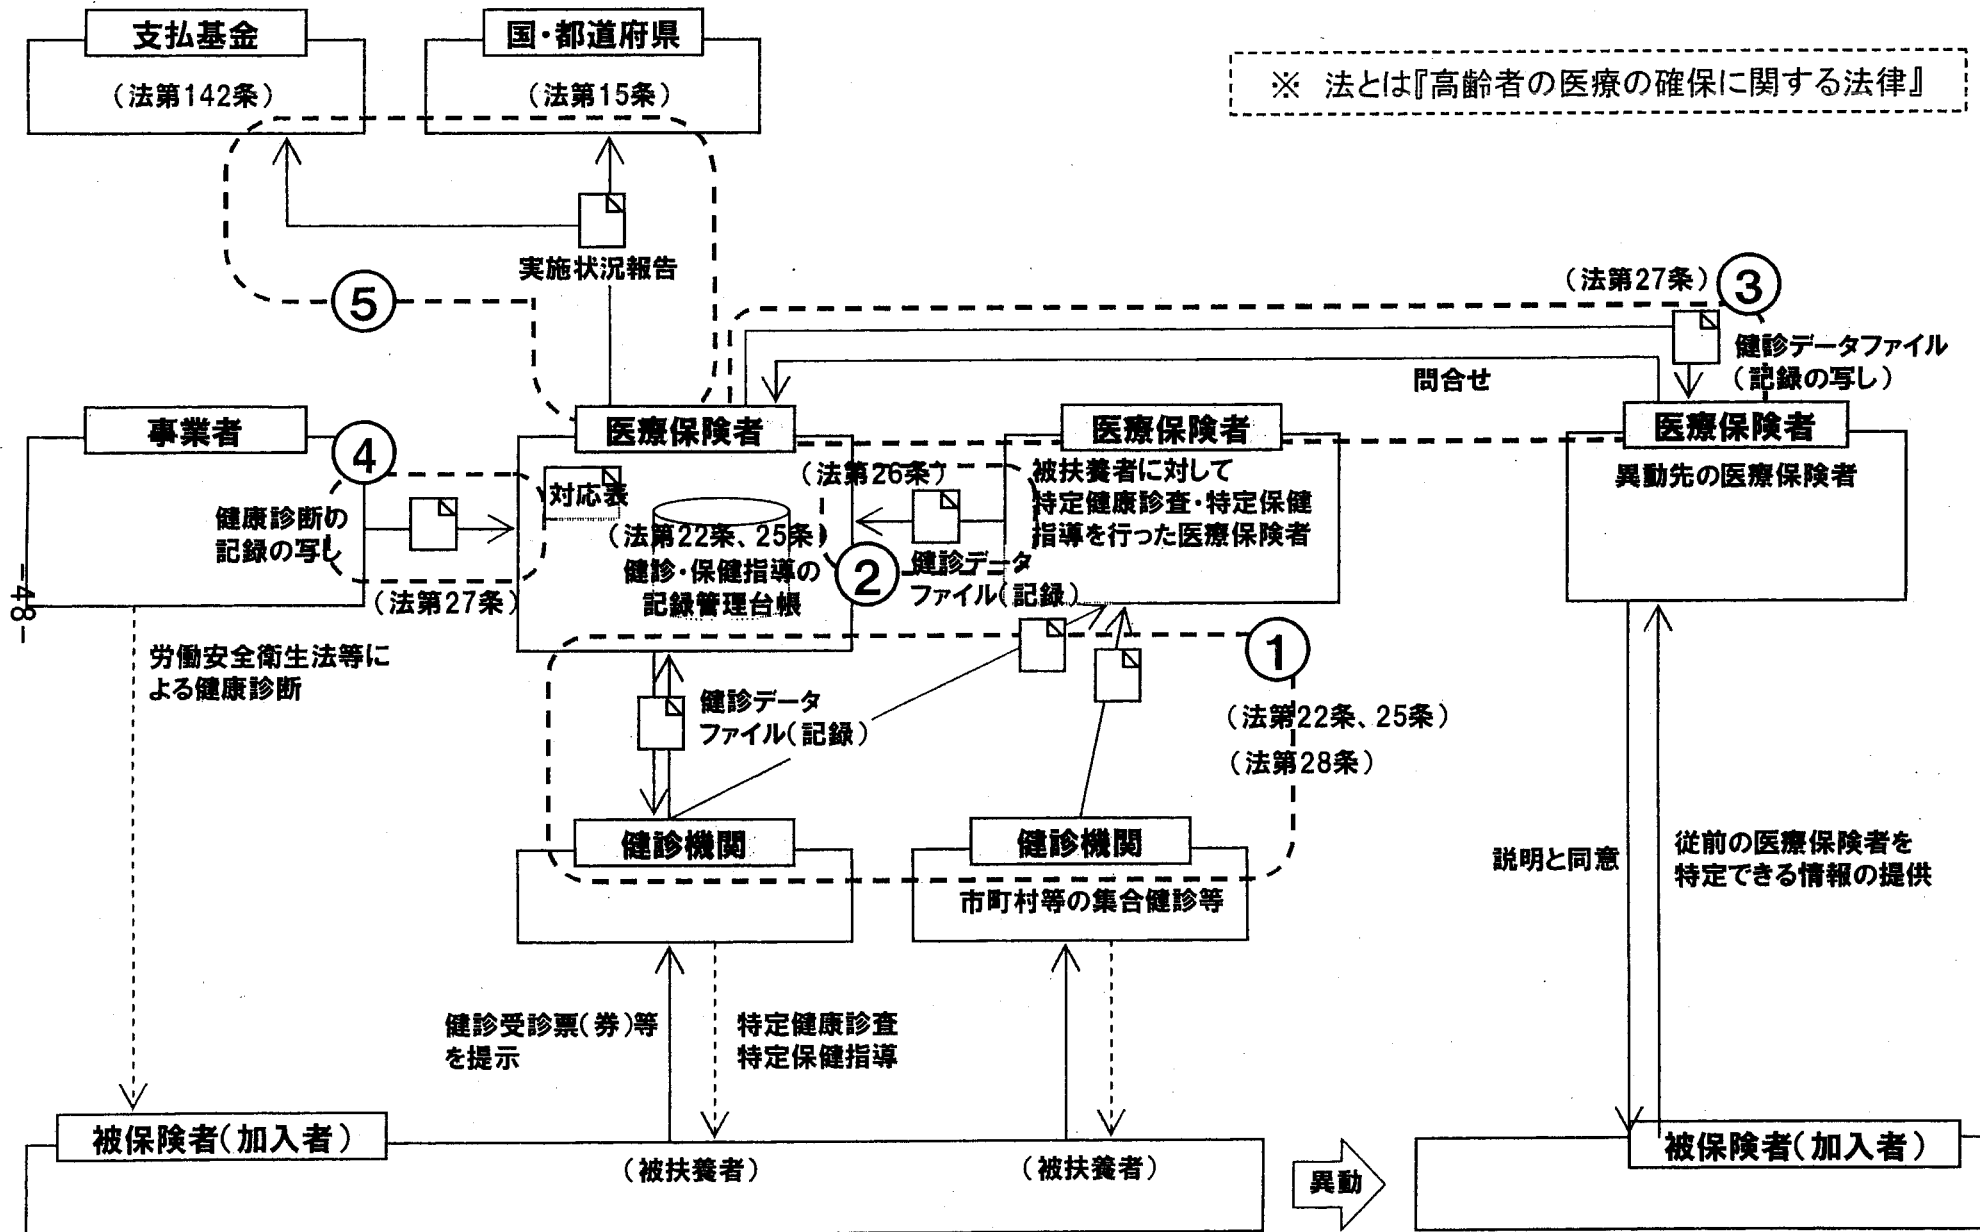 支払基金
（法第142条）
国・都道府県
（法第15条）
※ 法とは『高齢者の医療の確保に関する法律』
実施状況報告
⑤
（法第27条）
③
健診データファイル
（記録の写し）
問合せ
事業者
④
健康診断の
記録の写し
（法第27条）
医療保険者
対応表
（法第22条、25条）
健診・保健指導の
記録管理台帳
（法第26条）
②
健診データ
ファイル（記録）
医療保険者
被扶養者に対して
特定健康診査・特定保健
指導を行った医療保険者
医療保険者
異動先の医療保険者
-48-
労働安全衛生法等に
よる健康診断
健診データ
ファイル（記録）
①
（法第22条、25条）
（法第28条）
健診機関
健診機関
市町村等の集合健診等
説明と同意
従前の医療保険者を
特定できる情報の提供
健診受診票（券）等
を提示
特定健康診査
特定保健指導
被保険者（加入者）
（被扶養者）
（被扶養者）
異動
被保険者（加入者）